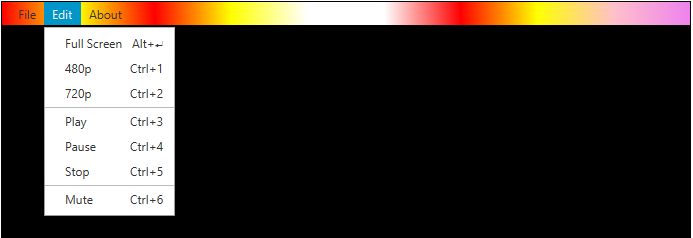 File Edit About
Full Screen Alt+↵
480p Ctrl+1
720p Ctrl+2
Play Ctrl+3
Pause Ctrl+4
Stop Ctrl+5
Mute Ctrl+6